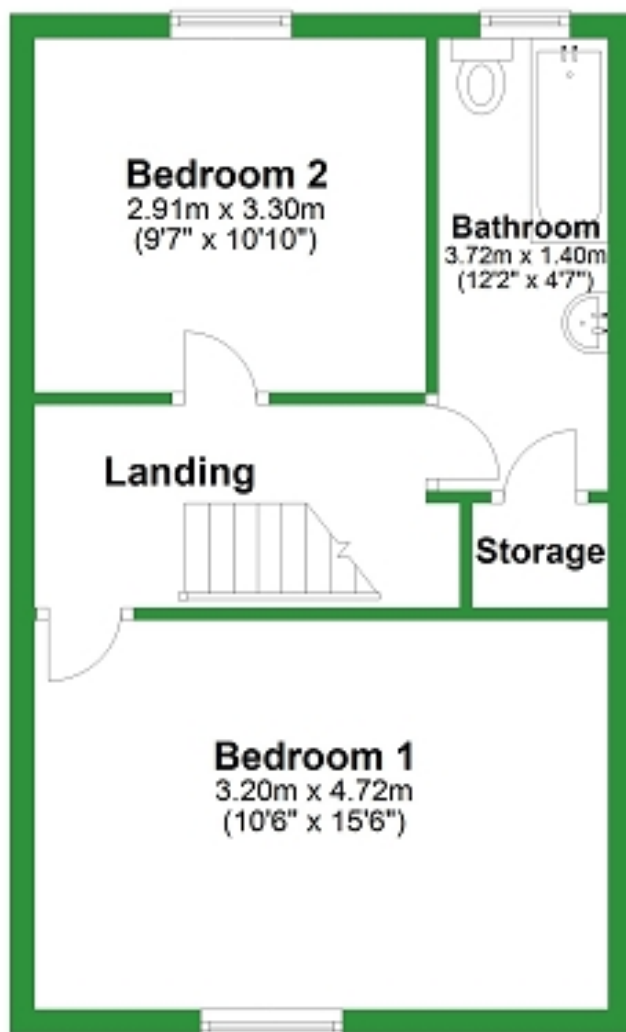 Bedroom 2
2.91m x 3.30m
(9'7" x 10'10")
Bathroom
3.72m x 1.40m
(12'2" x 4'7")
Landing
Storage
Bedroom 1
3.20m x 4.72m
(10'6" x 15'6")